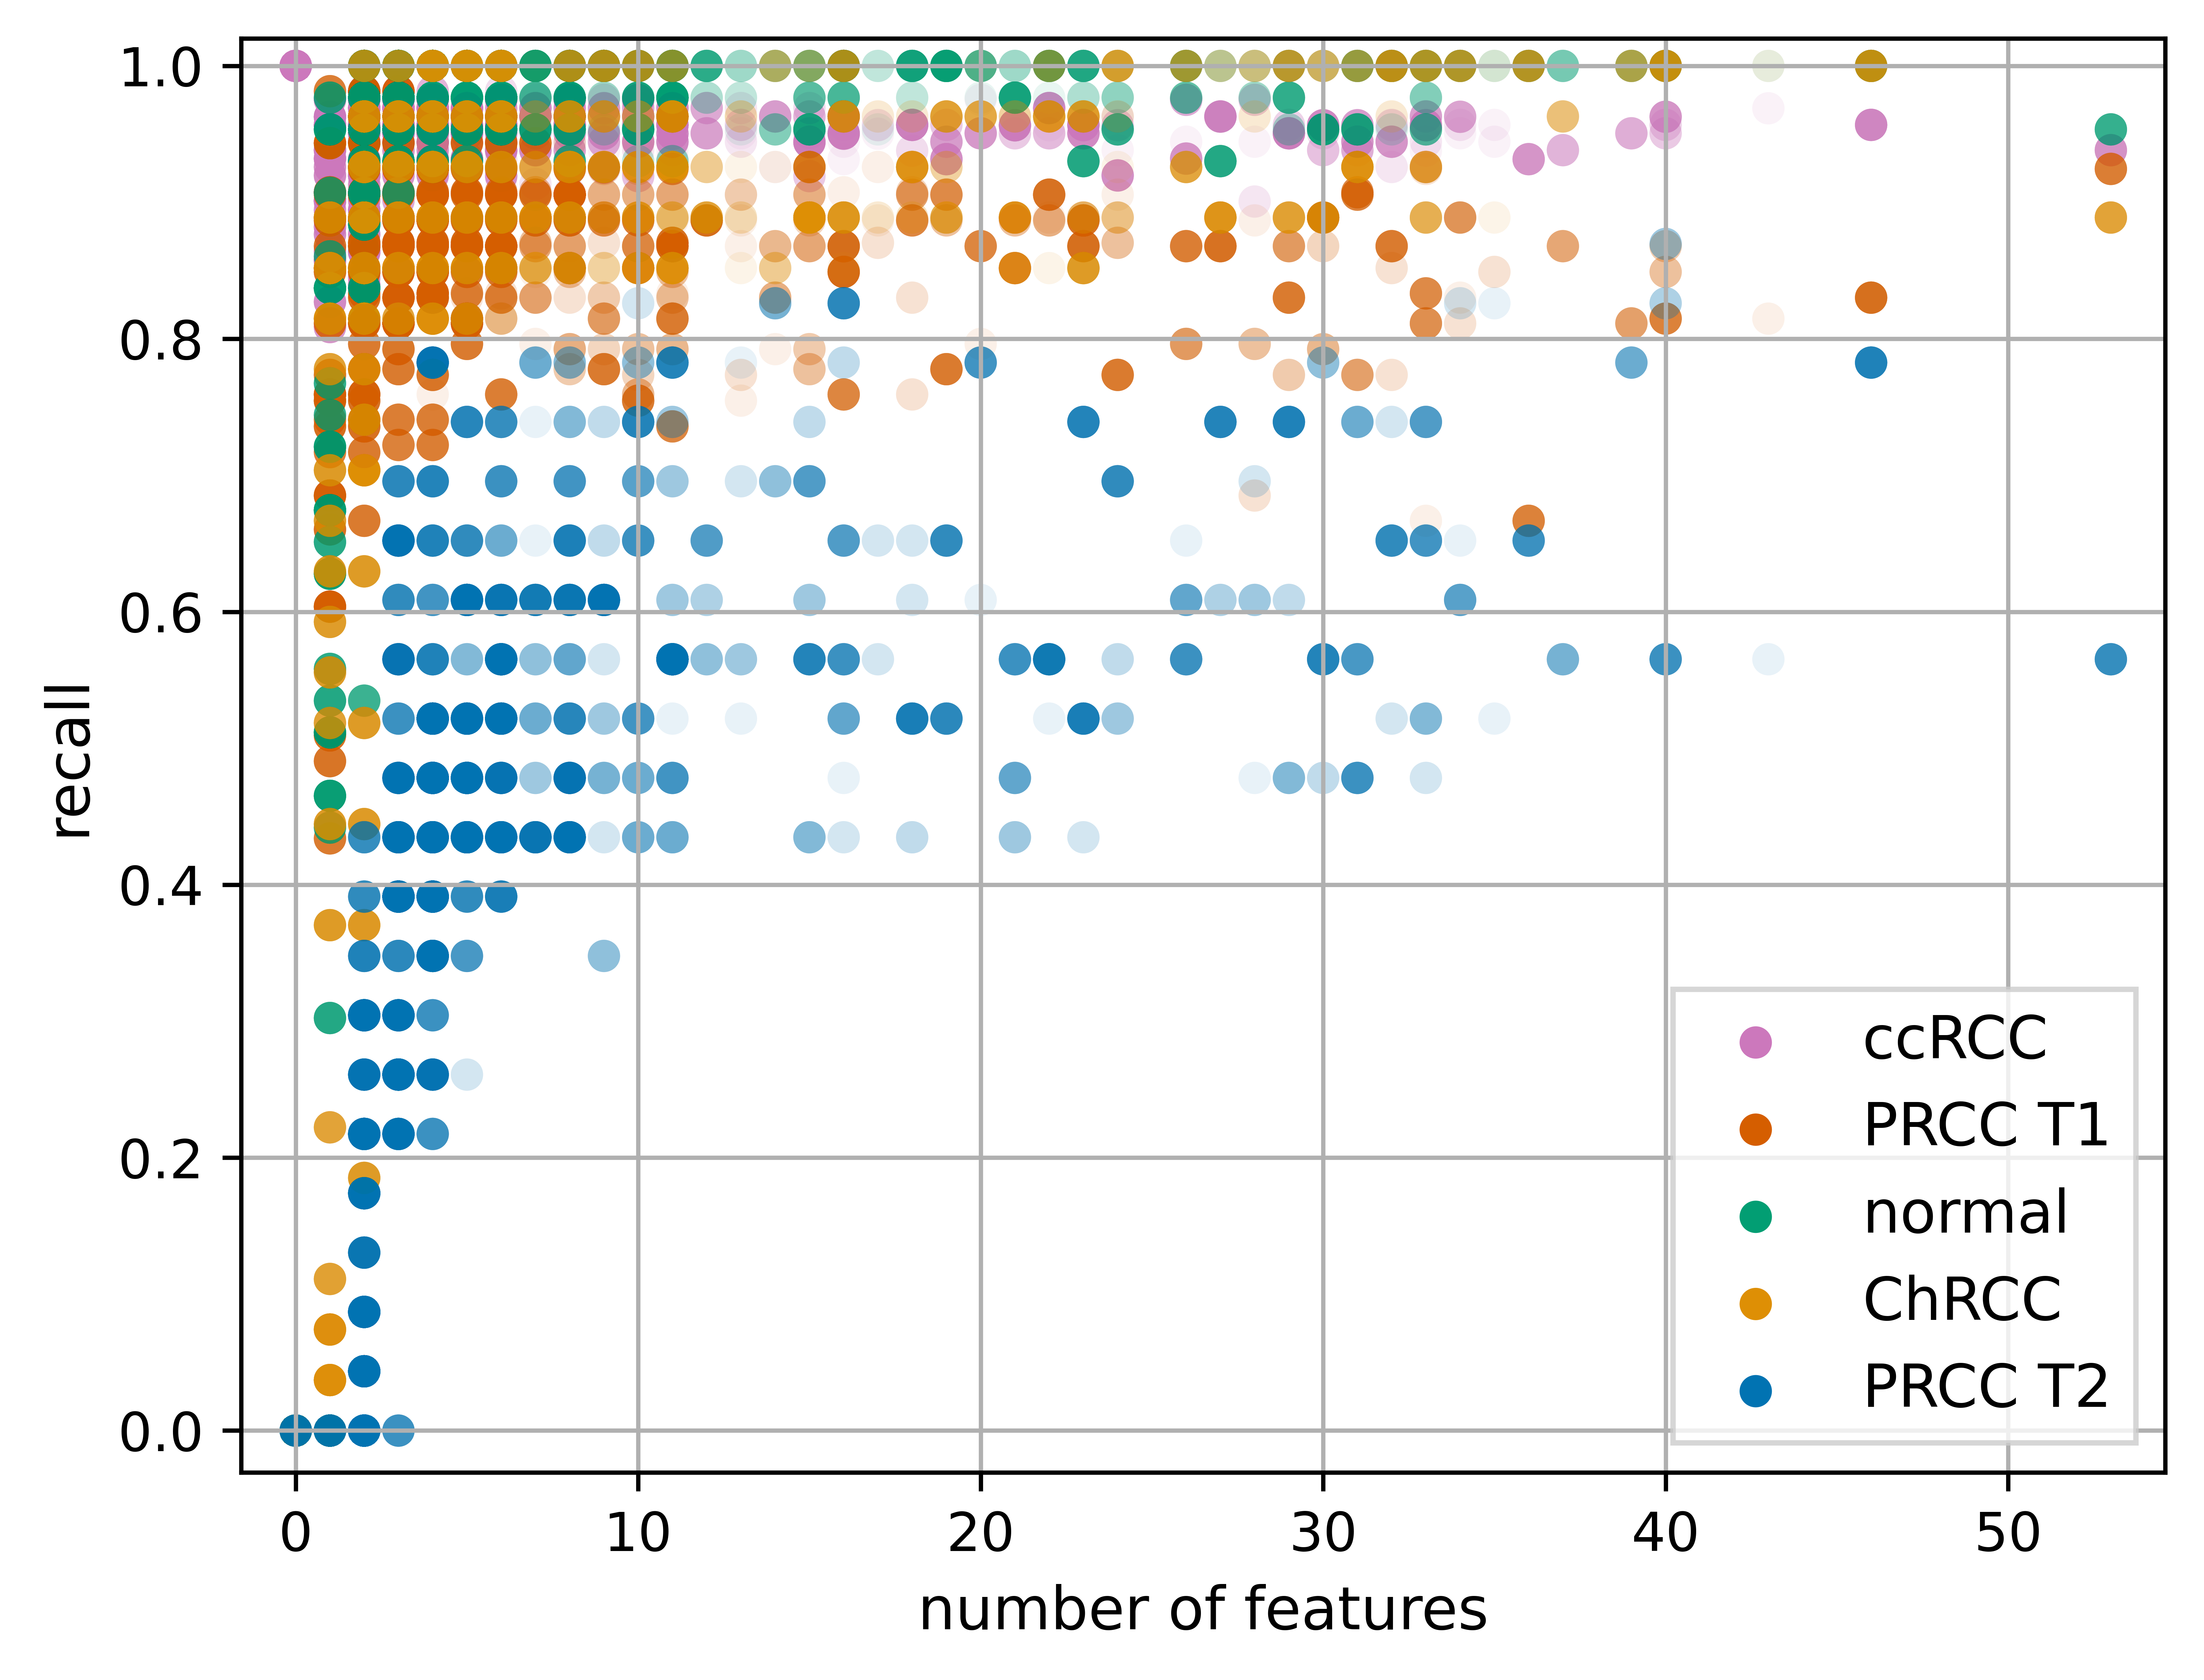 1.0
0.8
0.6
0.4
0.2
0.0
recall
0 10 20 30 40 50
number of features
ccRCC
PRCC T1
normal
ChRCC
PRCC T2